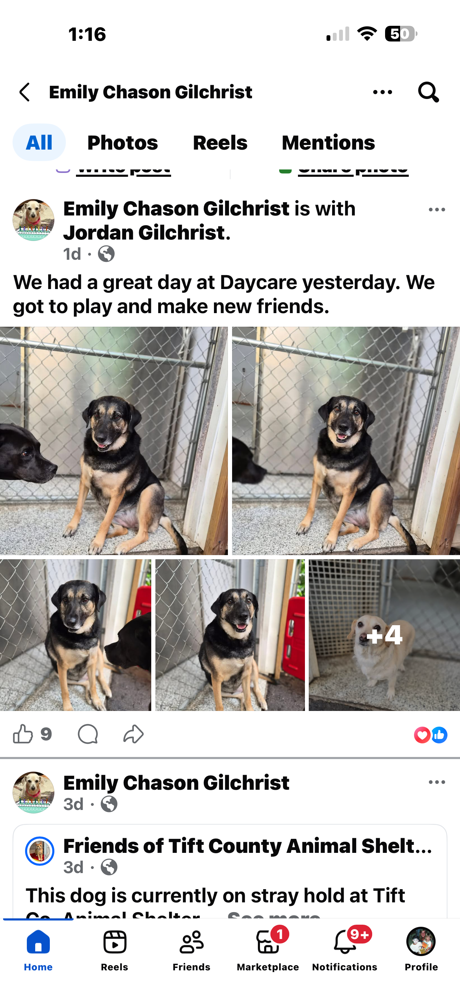 1:16
50
Emily Chason Gilchrist
All Photos Reels Mentions
Write post Share photo
Emily Chason Gilchrist is with
Jordan Gilchrist.
1d ·
We had a great day at Daycare yesterday. We
got to play and make new friends.
+4
9
Emily Chason Gilchrist
3d ·
Friends of Tift County Animal Shelt...
3d ·
This dog is currently on stray hold at Tift
Co. Animal Shelter.... See more
1
9+
Home Reels Friends Marketplace Notifications Profile